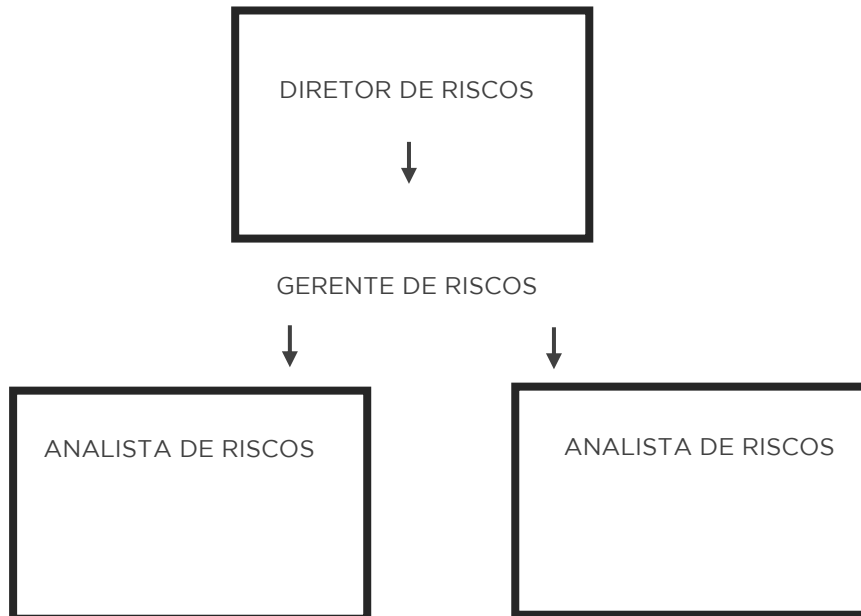 DIRETOR DE RISCOS
GERENTE DE RISCOS
ANALISTA DE RISCOS
ANALISTA DE RISCOS